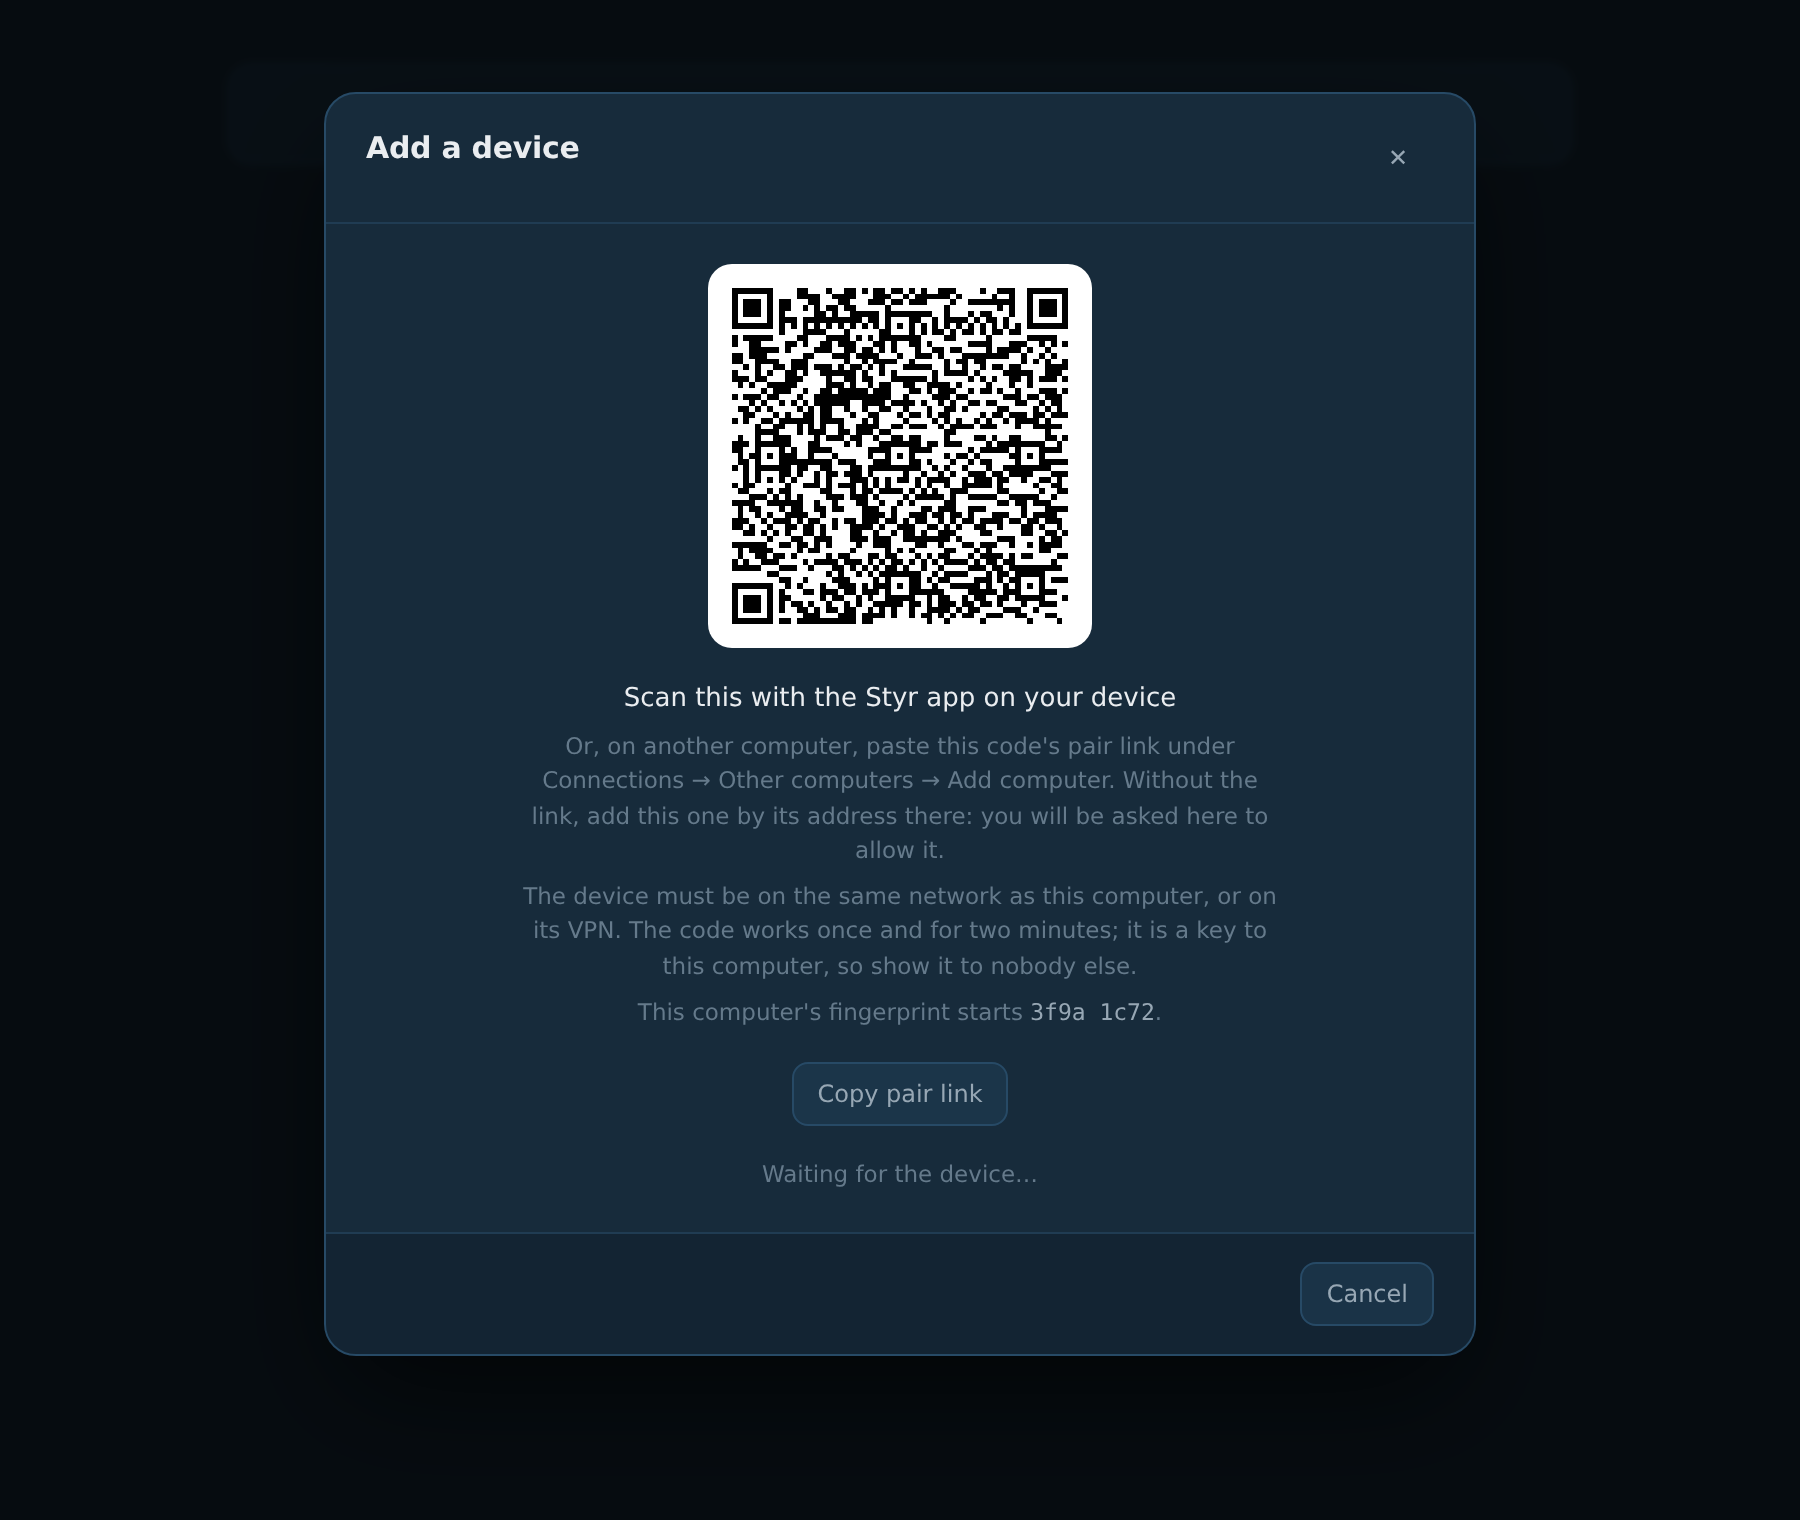 Add a device
✕
Scan this with the Styr app on your device
Or, on another computer, paste this code's pair link under
Connections → Other computers → Add computer. Without the
link, add this one by its address there: you will be asked here to
allow it.
The device must be on the same network as this computer, or on
its VPN. The code works once and for two minutes; it is a key to
this computer, so show it to nobody else.
This computer's fingerprint starts 3f9a 1c72.
Copy pair link
Waiting for the device…
Cancel